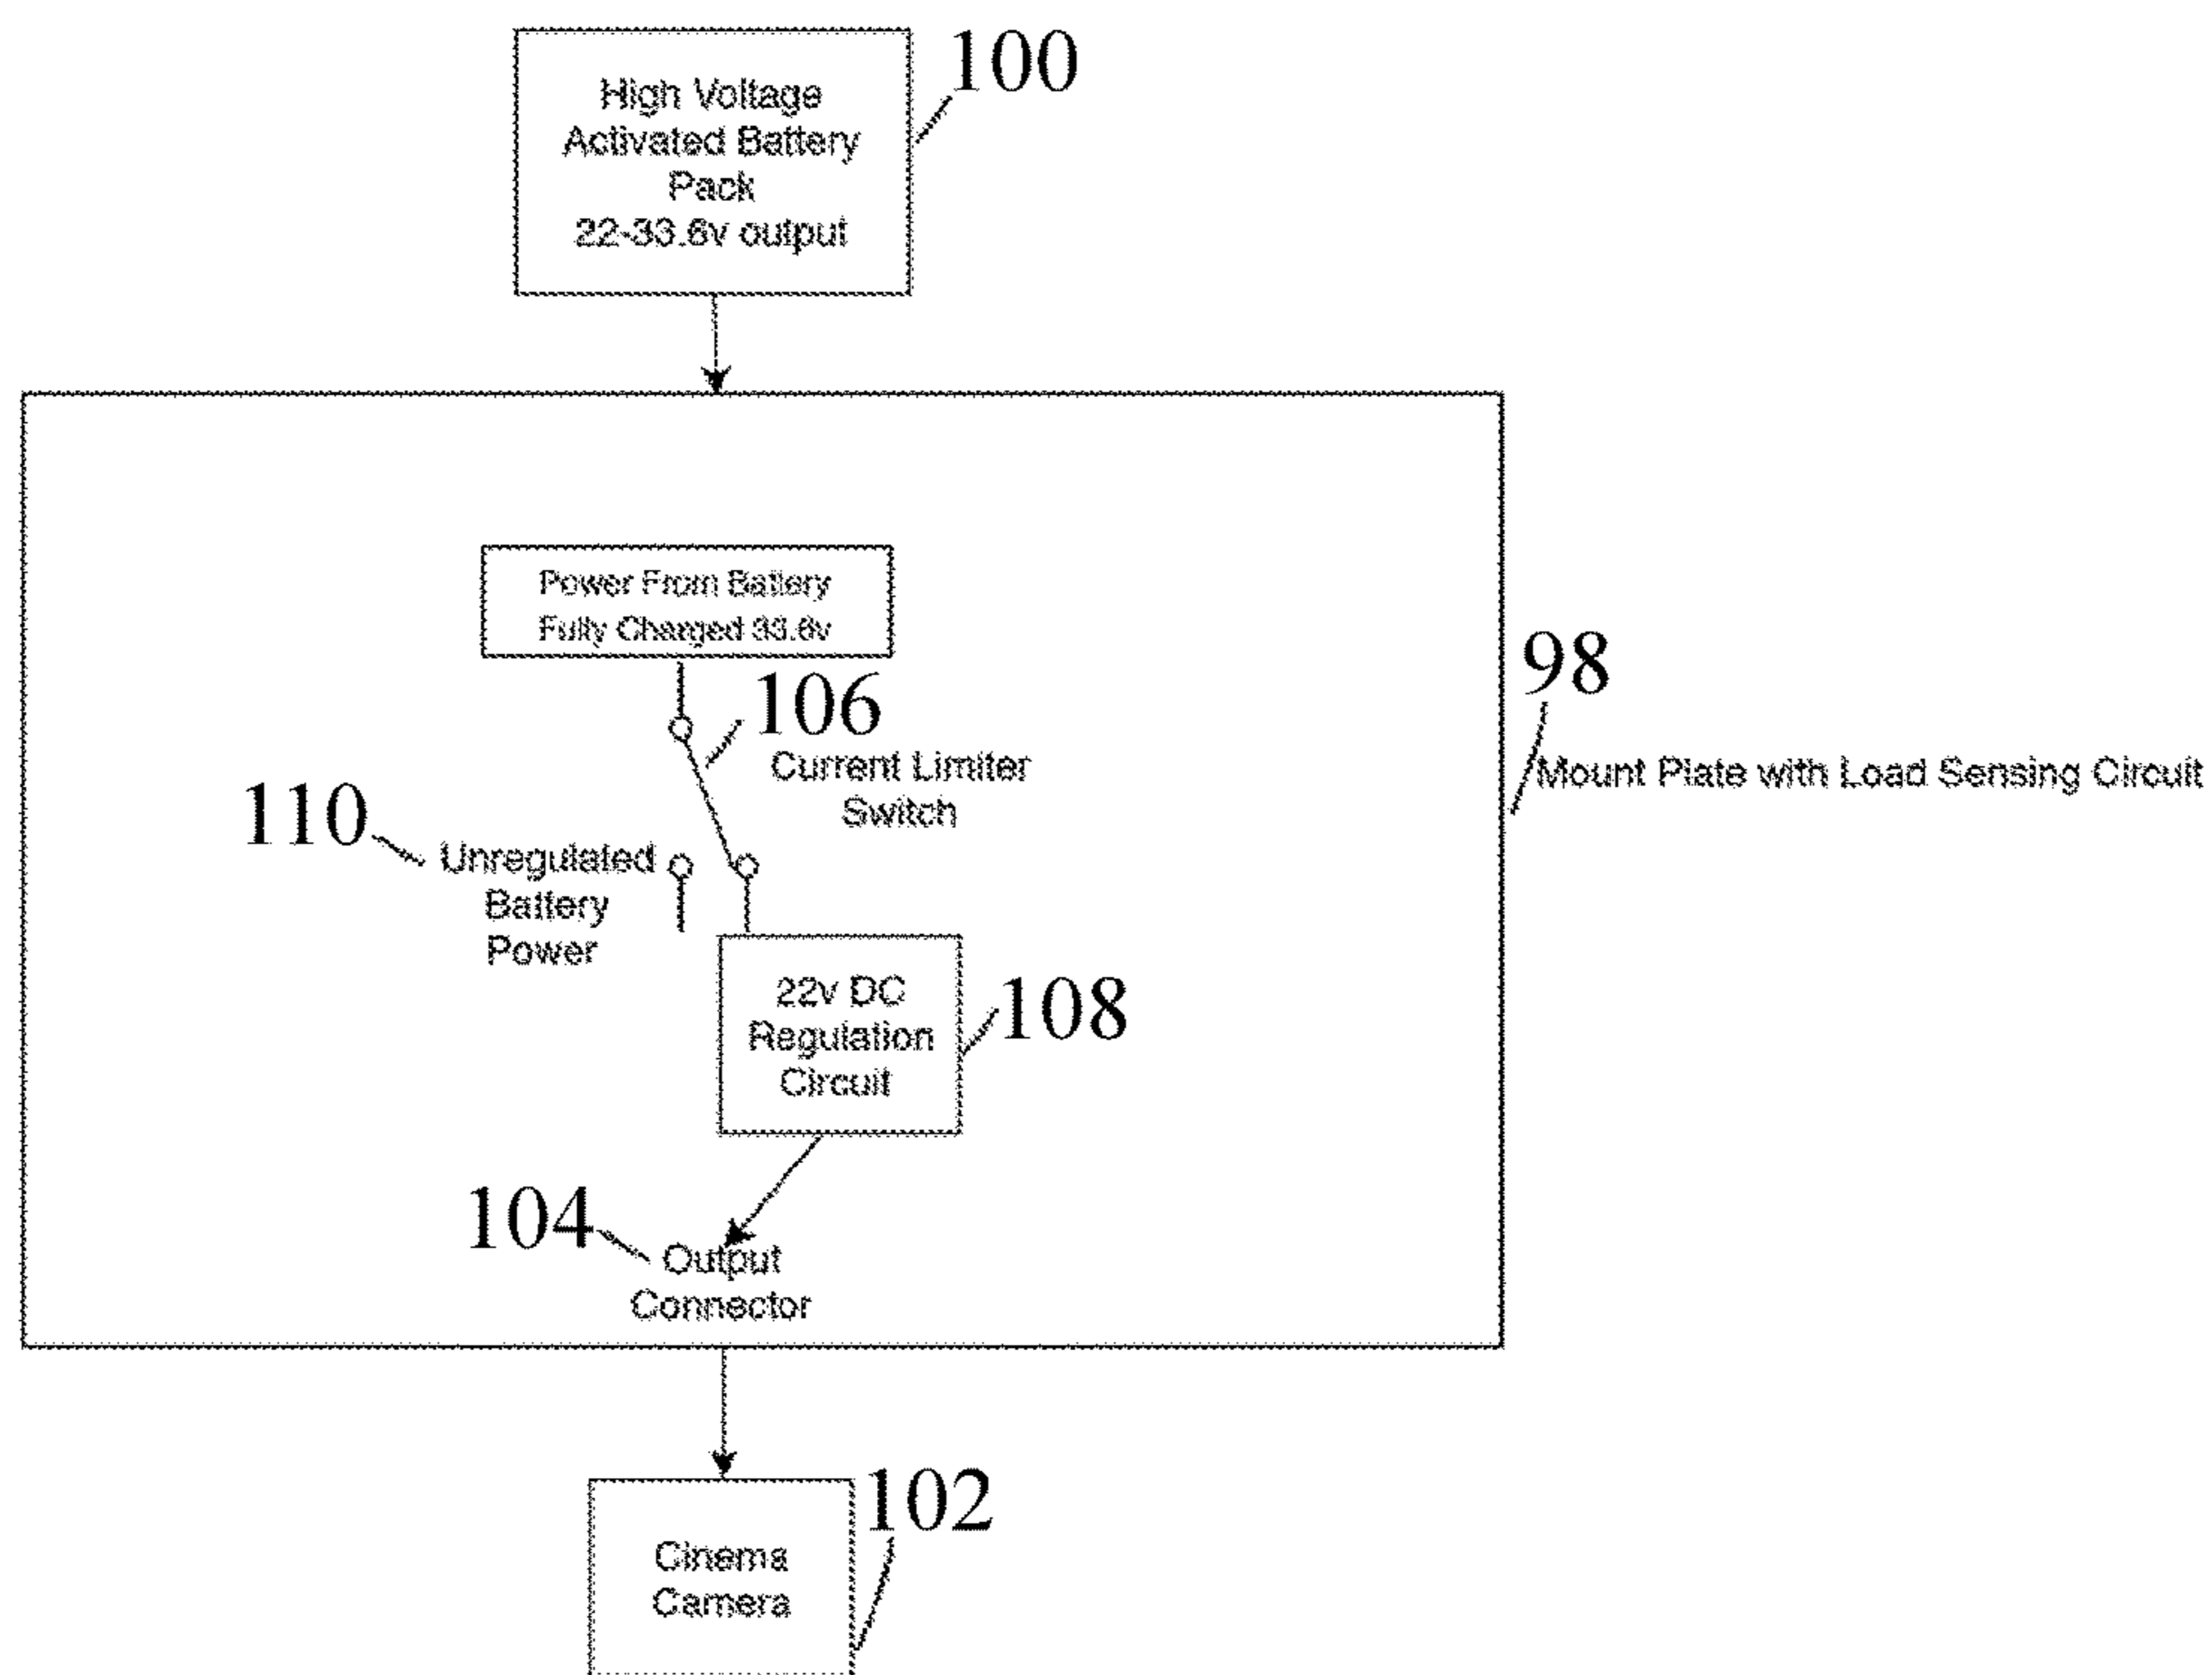 100
High Voltage
Activated Battery
Pack
22-33.6v output
Power From Battery
Fully Charged 33.6v
98
106
Current Limiter
Switch
Mount Plate with Load Sensing Circuit
110
Unregulated
Battery
Power
22v DC
Regulation
Circuit
108
104
Output
Connector
102
Cinema
Camera